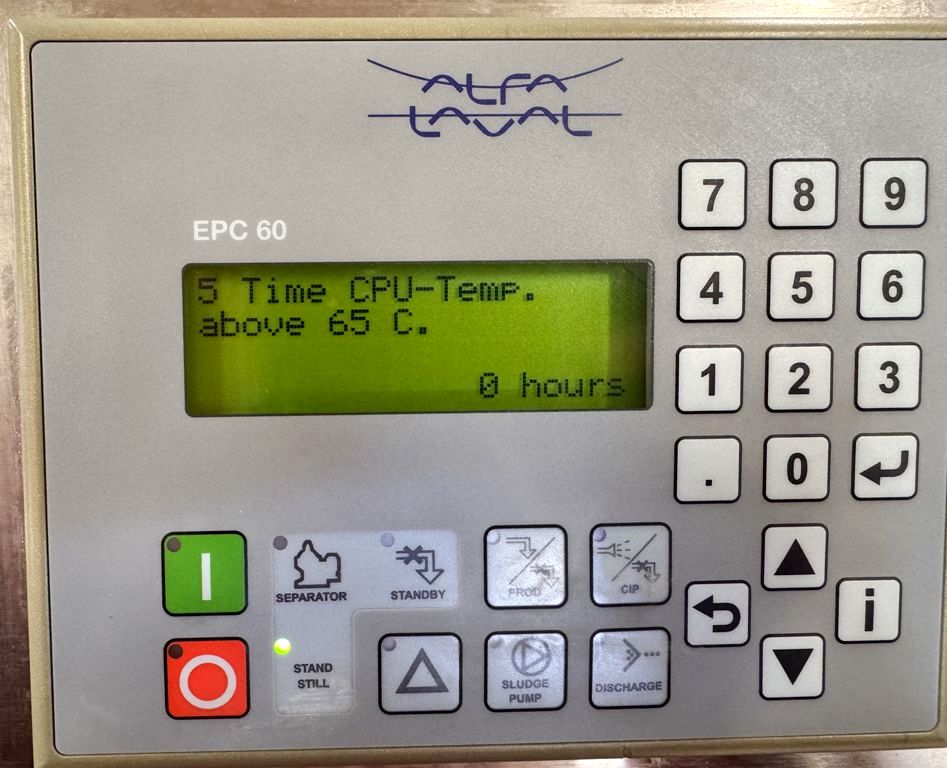 ALFA
LAVAL
EPC 60
5 Time CPU-Temp.
above 65 C.
0 hours
7 8 9
4 5 6
1 2 3
. 0
I
SEPARATOR
STANDBY
PROD
CIP
i
STAND
STILL
SLUDGE
PUMP
DISCHARGE